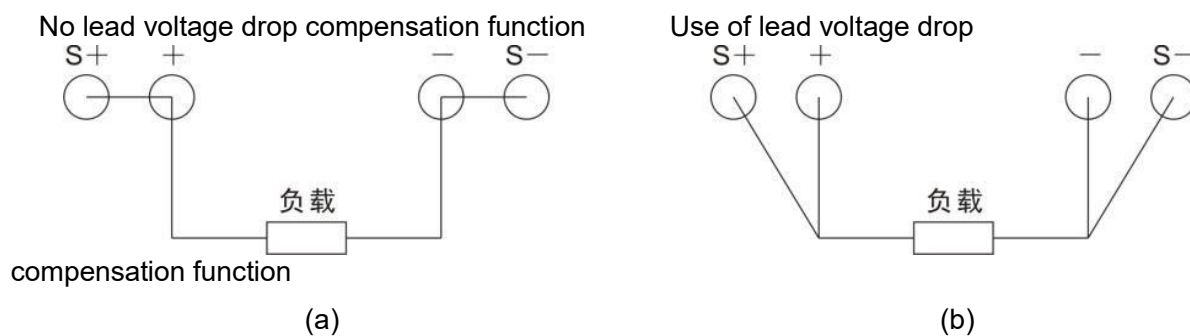 No lead voltage drop compensation function
Use of lead voltage drop
S+ + — S—
S+ + — S—
负载
负载
compensation function
(a)
(b)